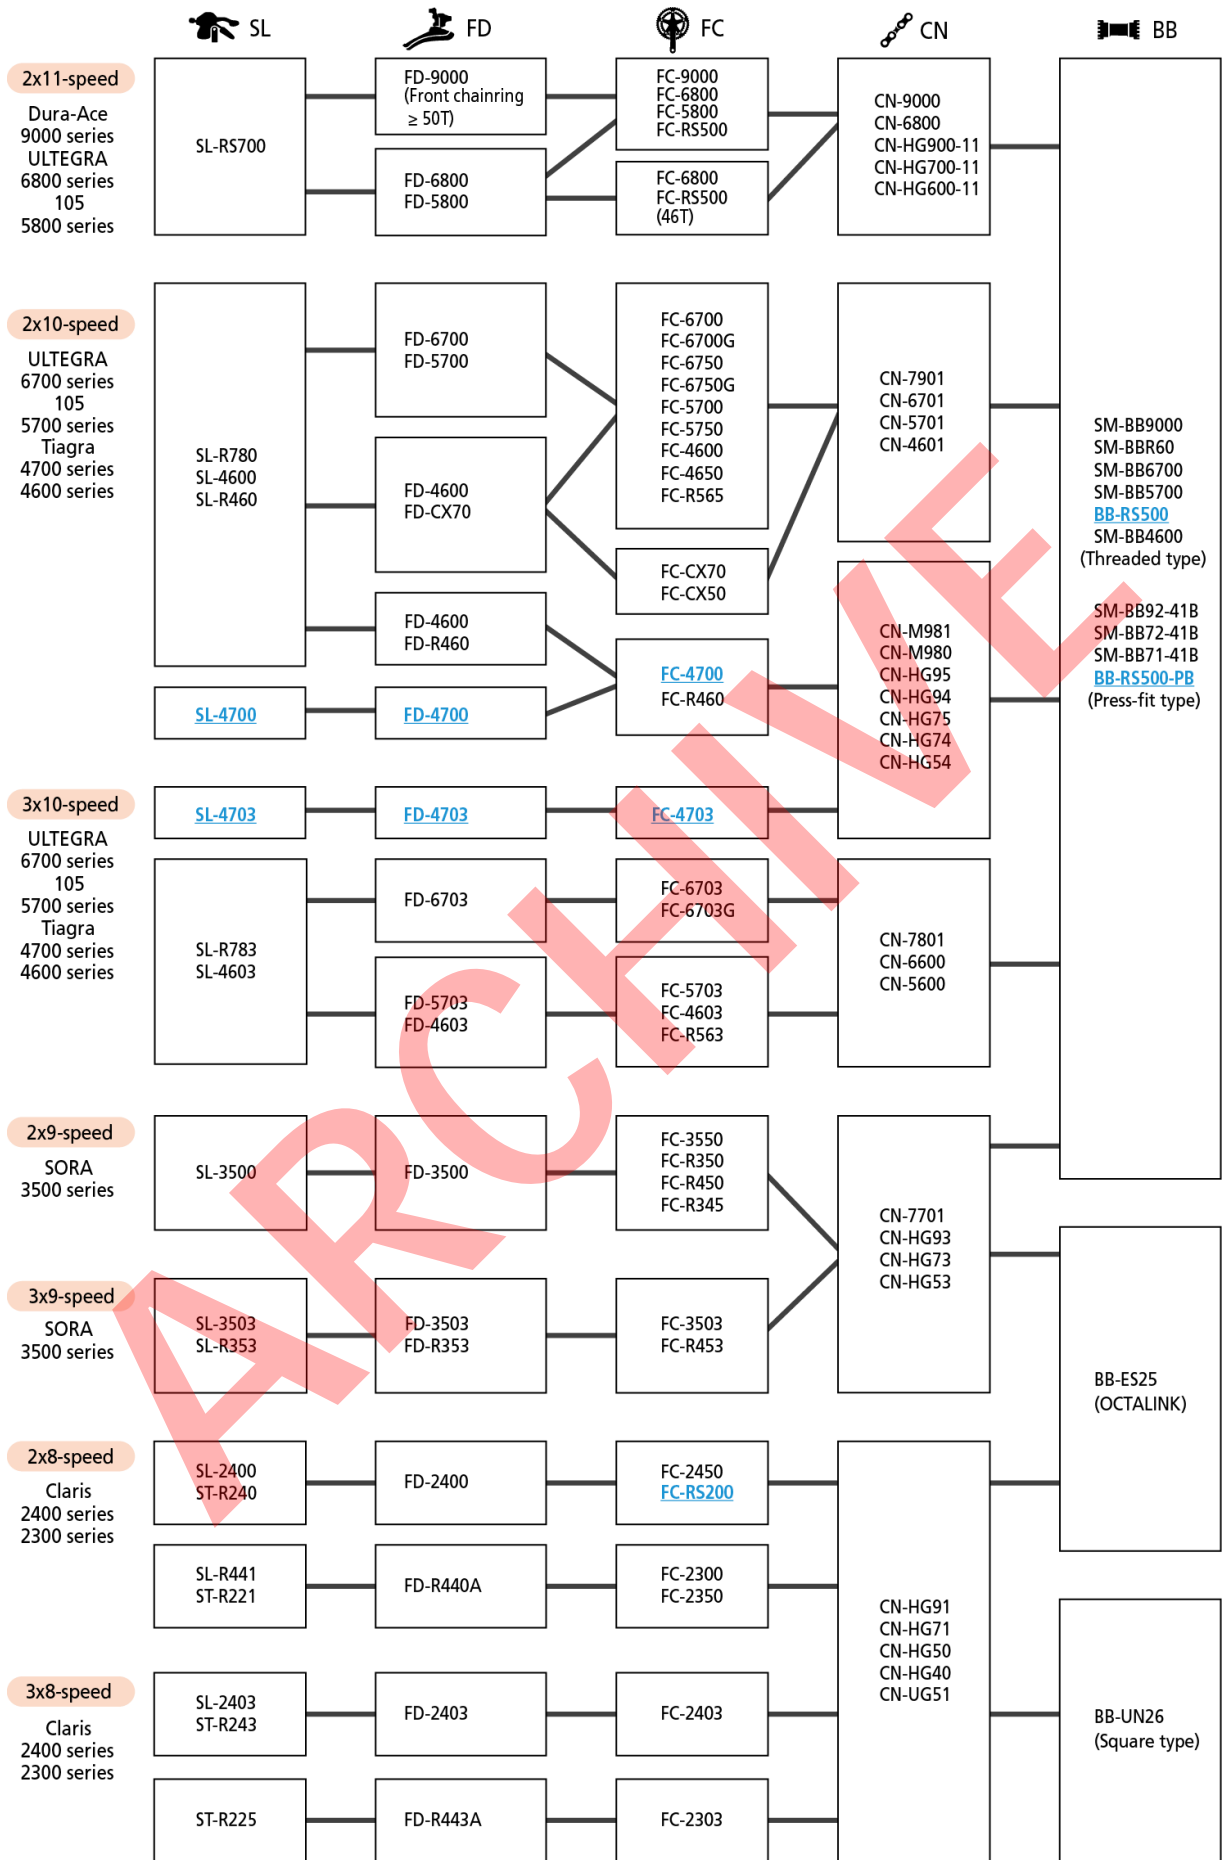 SL
FD
FC
CN
BB
2x11-speed
Dura-Ace
9000 series
ULTEGRA
6800 series
105
5800 series
SL-RS700
FD-9000
(Front chainring
≥ 50T)
FD-6800
FD-5800
FC-9000
FC-6800
FC-5800
FC-RS500
FC-6800
FC-RS500
(46T)
CN-9000
CN-6800
CN-HG900-11
CN-HG700-11
CN-HG600-11
2x10-speed
ULTEGRA
6700 series
105
5700 series
Tiagra
4700 series
4600 series
SL-R780
SL-4600
SL-R460
SL-4700
FD-6700
FD-5700
FD-4600
FD-CX70
FD-4600
FD-R460
FD-4700
FC-6700
FC-6700G
FC-6750
FC-6750G
FC-5700
FC-5750
FC-4600
FC-4650
FC-R565
FC-CX70
FC-CX50
FC-4700
FC-R460
CN-7901
CN-6701
CN-5701
CN-4601
CN-M981
CN-M980
CN-HG95
CN-HG94
CN-HG75
CN-HG74
CN-HG54
SM-BB9000
SM-BBR60
SM-BB6700
SM-BB5700
BB-RS500
SM-BB4600
(Threaded type)
SM-BB92-41B
SM-BB72-41B
SM-BB71-41B
BB-RS500-PB
(Press-fit type)
3x10-speed
ULTEGRA
6700 series
105
5700 series
Tiagra
4700 series
4600 series
SL-4703
FD-4703
FC-4703
SL-R783
SL-4603
FD-6703
FD-5703
FD-4603
FC-6703
FC-6703G
FC-5703
FC-4603
FC-R563
CN-7801
CN-6600
CN-5600
2x9-speed
SORA
3500 series
SL-3500
FD-3500
FC-3550
FC-R350
FC-R450
FC-R345
CN-7701
CN-HG93
CN-HG73
CN-HG53
3x9-speed
SORA
3500 series
SL-3503
SL-R353
FD-3503
FD-R353
FC-3503
FC-R453
BB-ES25
(OCTALINK)
2x8-speed
Claris
2400 series
2300 series
SL-2400
ST-R240
FD-2400
FC-2450
FC-RS200
SL-R441
ST-R221
FD-R440A
FC-2300
FC-2350
CN-HG91
CN-HG71
CN-HG50
CN-HG40
CN-UG51
3x8-speed
Claris
2400 series
2300 series
SL-2403
ST-R243
FD-2403
FC-2403
ST-R225
FD-R443A
FC-2303
BB-UN26
(Square type)
ARCHIVE